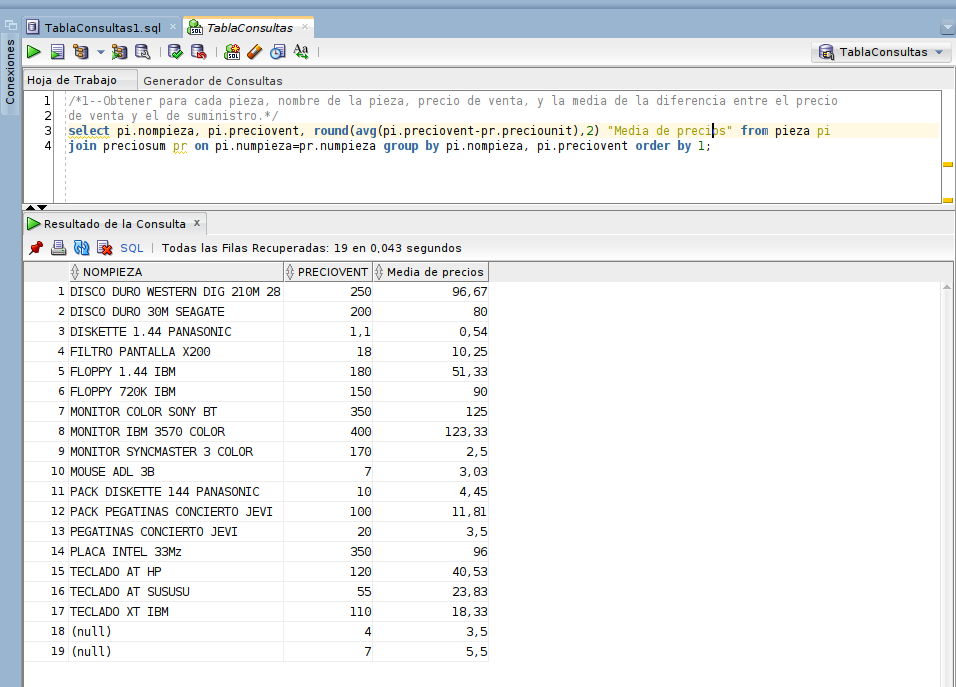 TablaConsultas1.sql
TablaConsultas
Conexiones
TablaConsultas
Hoja de Trabajo
Generador de Consultas
1 /*1--Obtener para cada pieza, nombre de la pieza, precio de venta, y la media de la diferencia entre el precio
2 de venta y el de suministro.*/
3 select pi.nompieza, pi.preciovent, round(avg(pi.preciovent-pr.preciounit),2) "Media de precios" from pieza pi
4 join preciosum pr on pi.numpieza=pr.numpieza group by pi.nompieza, pi.preciovent order by 1;
Resultado de la Consulta
SQL | Todas las Filas Recuperadas: 19 en 0,043 segundos
NOMPIEZA PRECIOVENT Media de precios
1 DISCO DURO WESTERN DIG 210M 28 250 96,67
2 DISCO DURO 30M SEAGATE 200 80
3 DISKETTE 1.44 PANASONIC 1,1 0,54
4 FILTRO PANTALLA X200 18 10,25
5 FLOPPY 1.44 IBM 180 51,33
6 FLOPPY 720K IBM 150 90
7 MONITOR COLOR SONY BT 350 125
8 MONITOR IBM 3570 COLOR 400 123,33
9 MONITOR SYNCMASTER 3 COLOR 170 2,5
10 MOUSE ADL 3B 7 3,03
11 PACK DISKETTE 144 PANASONIC 10 4,45
12 PACK PEGATINAS CONCIERTO JEVI 100 11,81
13 PEGATINAS CONCIERTO JEVI 20 3,5
14 PLACA INTEL 33Mz 350 96
15 TECLADO AT HP 120 40,53
16 TECLADO AT SUSUSU 55 23,83
17 TECLADO XT IBM 110 18,33
18 (null) 4 3,5
19 (null) 7 5,5